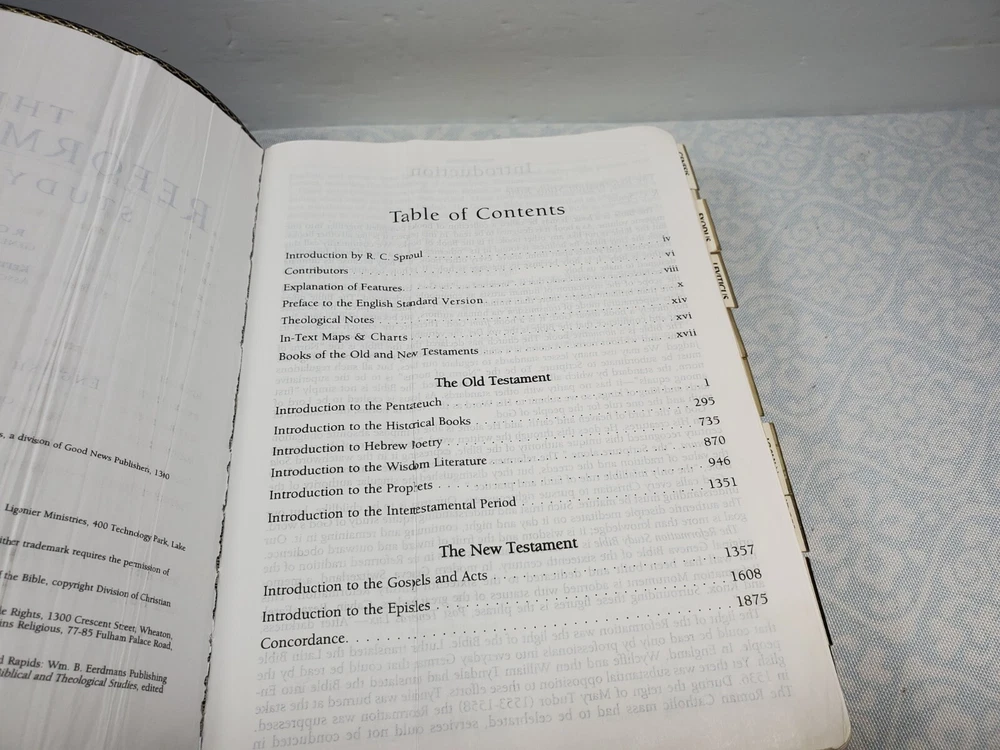 s, a division of Good News Publishers, 1300
Ligonier Ministries, 400 Technology Park, Lake
ither trademark requires the permission of
f the Bible, copyright Division of Christian
e Rights, 1300 Crescent Street, Wheaton,
ins Religious, 77-85 Fulham Palace Road,
d Rapids: Wm. B. Eerdmans Publishing
iblical and Theological Studies, edited
Table of Contents
Introduction by R. C. Sproul iv
Contributors vi
Explanation of Features viii
Preface to the English Standard Version x
Theological Notes xiv
In-Text Maps & Charts xvi
Books of the Old and New Testaments xvii
The Old Testament
Introduction to the Pentateuch 1
Introduction to the Historical Books 295
Introduction to Hebrew Poetry 735
Introduction to the Wisdom Literature 870
Introduction to the Prophets 946
Introduction to the Intertestamental Period 1351
The New Testament
Introduction to the Gospels and Acts 1357
Introduction to the Epistles 1608
Concordance 1875
EXODUS
LEVITICUS